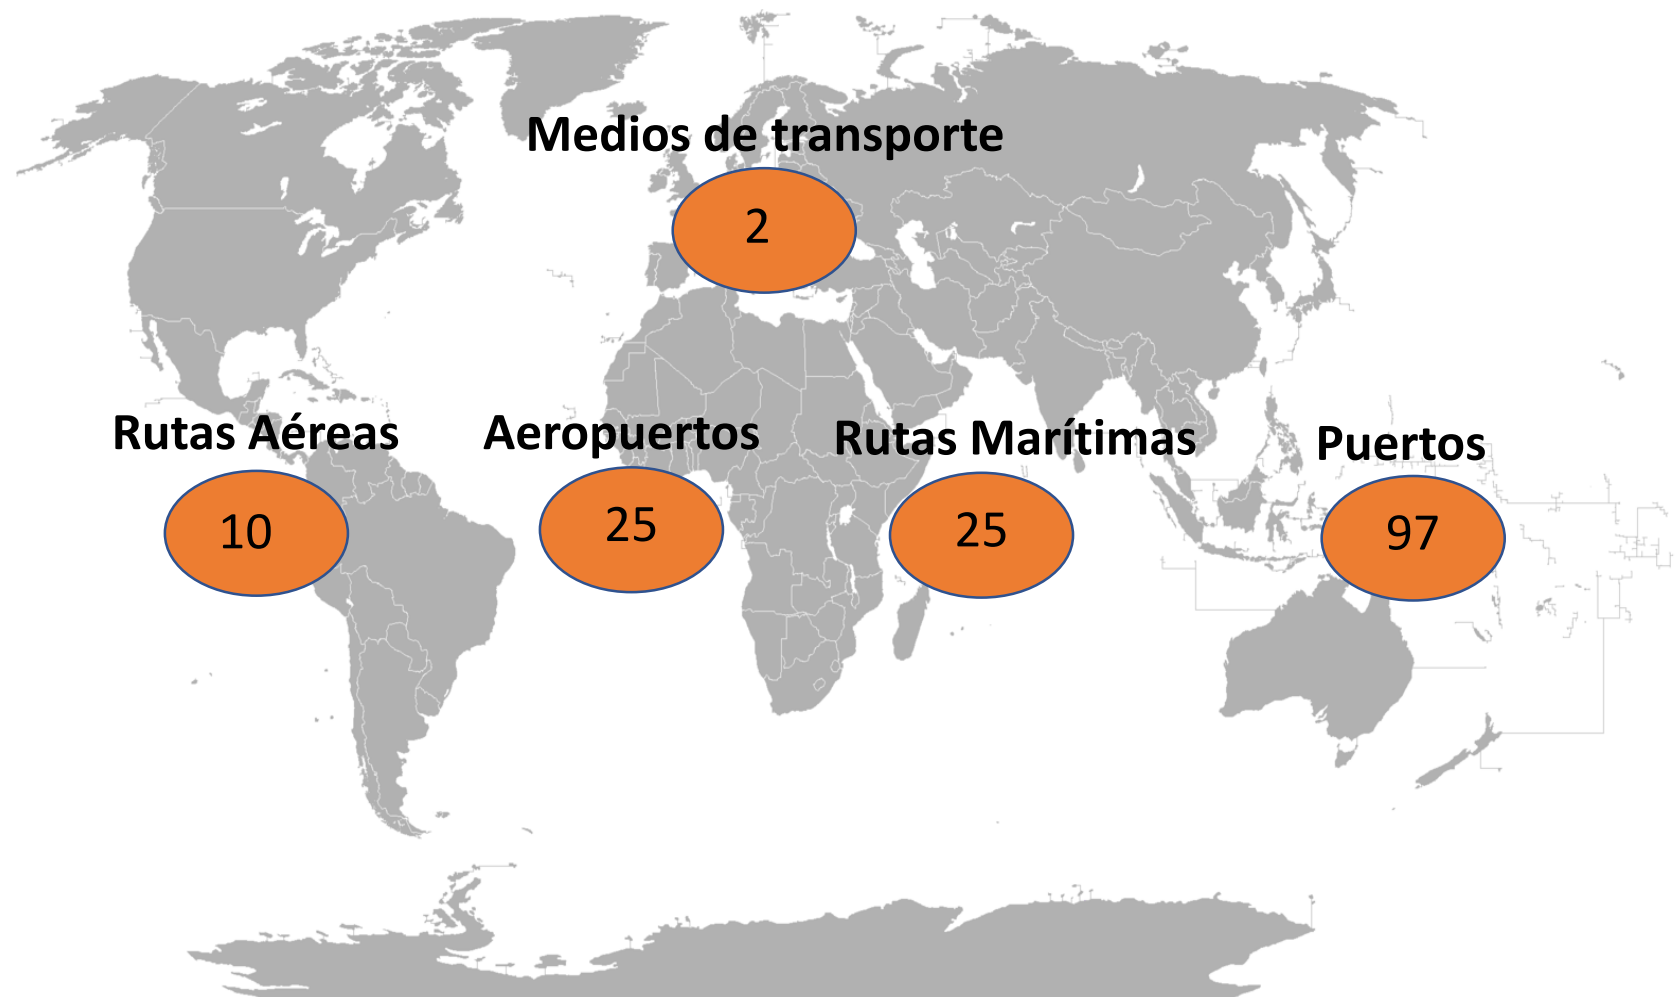 Medios de transporte
2
Rutas Aéreas
10
Aeropuertos
25
Rutas Marítimas
25
Puertos
97